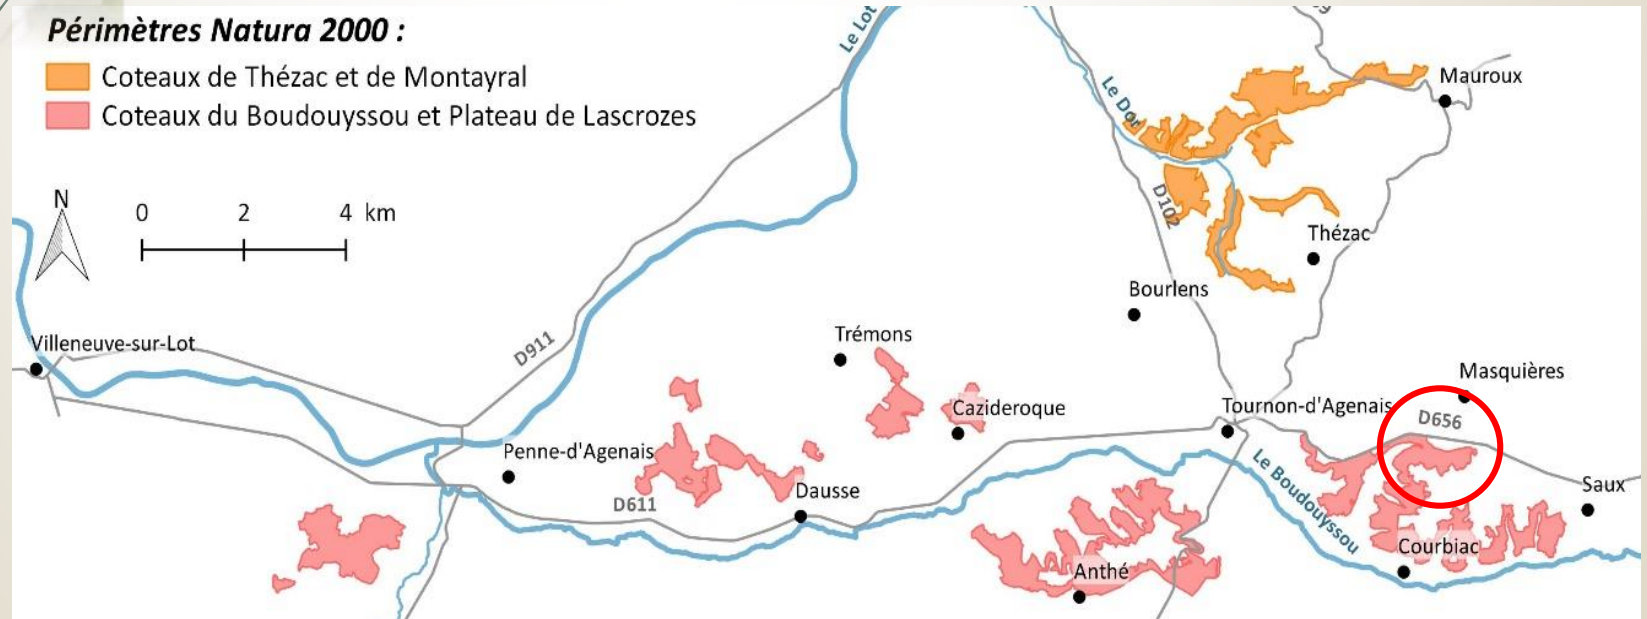 Périmètres Natura 2000 :
Coteaux de Thézac et de Montayral
Coteaux du Boudouyssou et Plateau de Lascrozes
N
0 2 4 km
Le Lot
Le Dor
Mauroux
D102
Thézac
Bourlens
Villeneuve-sur-Lot
D911
Trémons
Masquières
Cazideroque
Tournon-d'Agenais
D656
Penne-d'Agenais
Le Boudouyssou
Dausse
D611
Saux
Courbiac
Anthé